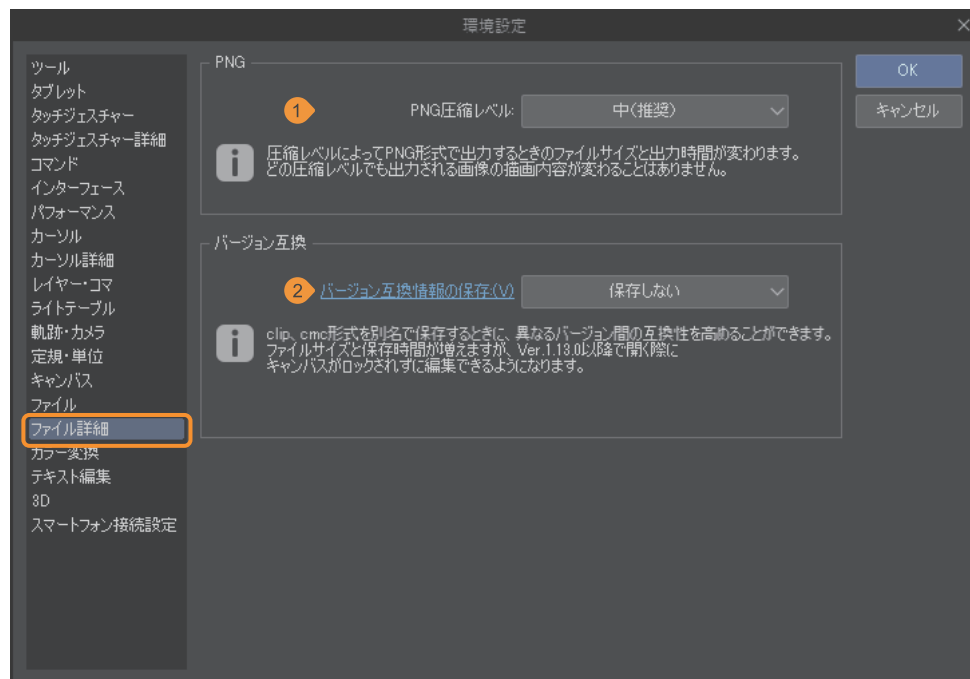 環境設定
ツール
タブレット
タッチジェスチャー
タッチジェスチャー詳細
コマンド
インターフェース
パフォーマンス
カーソル
カーソル詳細
レイヤー・コマ
ライトテーブル
軌跡・カメラ
定規・単位
キャンバス
ファイル
ファイル詳細
カラー変換
テキスト編集
3D
スマートフォン接続設定
PNG
1 PNG圧縮レベル: 中(推奨)
圧縮レベルによってPNG形式で出力するときのファイルサイズと出力時間が変わります。
どの圧縮レベルでも出力される画像の描画内容が変わることはありません。
バージョン互換
2 バージョン互換情報の保存:(V) 保存しない
clip、cmc形式を別名で保存するときに、異なるバージョン間の互換性を高めることができます。
ファイルサイズと保存時間が増えますが、Ver.1.13.0以降で開く際に
キャンバスがロックされずに編集できるようになります。
OK
キャンセル